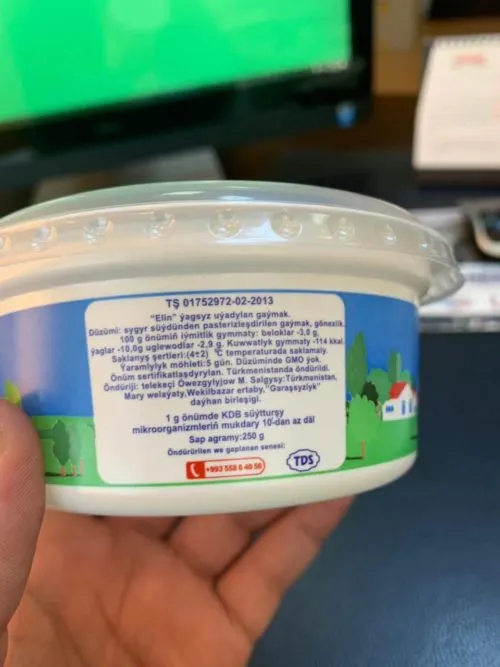 TŞ 01752972-02-2013
"Elin" ýagsyz uýadylan gaýmak.
Düzümi: sygyr süýdünden pasterizleşdirilen gaýmak, gönezlik.
100 g önümiň iýmitlik gymmaty: beloklar -3,0 g,
ýaglar -10,0g uglewodlar -2,9 g. Kuwwatlyk gymmaty -114 kkal.
Saklanyş şertleri:(4±2) °C temperaturada saklamaly.
Ýaramlylyk möhleti:5 gün. Düzüminde GMO ýok.
Önüm sertifikatlaşdyrylan. Türkmenistanda öndürildi.
Öndüriji: telekeçi Öwezgylyjow M. Salgysy:Türkmenistan,
Mary welaýaty,Wekilbazar etraby,"Garaşsyzlyk"
daýhan birleşigi.
1 g önümde KDB süýtturşy
mikroorganizmleriň mukdary 10⁷dan az däl
Sap agramy:250 g
Öndürilen we gaplanan senesi:
+993 558 6 40 56
TDS